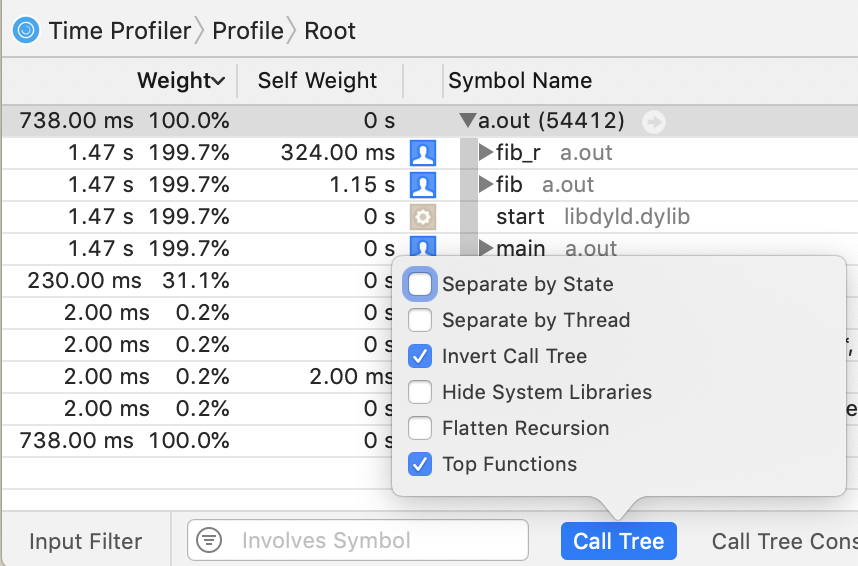 Time Profiler Profile Root
Weight Self Weight Symbol Name
738.00 ms 100.0% 0 s a.out (54412)
1.47 s 199.7% 324.00 ms fib_r a.out
1.47 s 199.7% 1.15 s fib a.out
1.47 s 199.7% 0 s start libdyld.dylib
1.47 s 199.7% 0 s main a.out
230.00 ms 31.1% 0 s
2.00 ms 0.2% 0 s
2.00 ms 0.2% 0 s
2.00 ms 0.2% 2.00 ms
2.00 ms 0.2% 0 s
738.00 ms 100.0% 0 s
Separate by State
Separate by Thread
Invert Call Tree
Hide System Libraries
Flatten Recursion
Top Functions
Input Filter Involves Symbol Call Tree Call Tree Cons